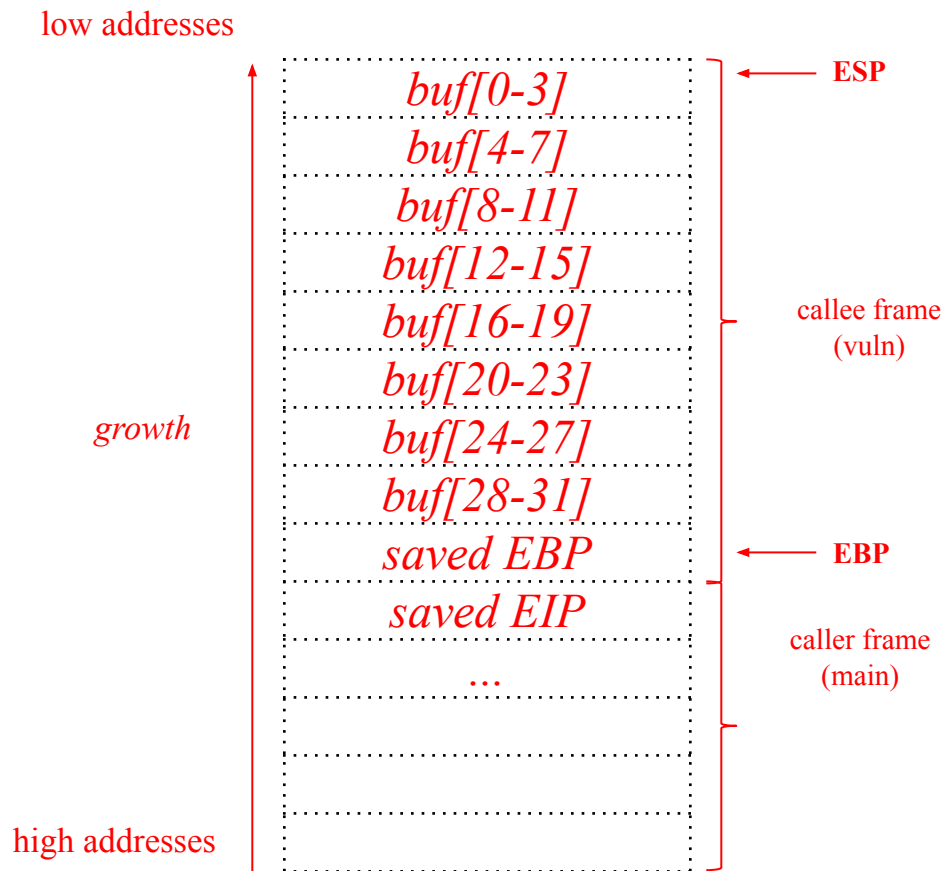 low addresses
buf[0-3]
ESP
buf[4-7]
buf[8-11]
buf[12-15]
buf[16-19]
callee frame
(vuln)
buf[20-23]
growth
buf[24-27]
buf[28-31]
saved EBP
EBP
saved EIP
caller frame
(main)
...
high addresses